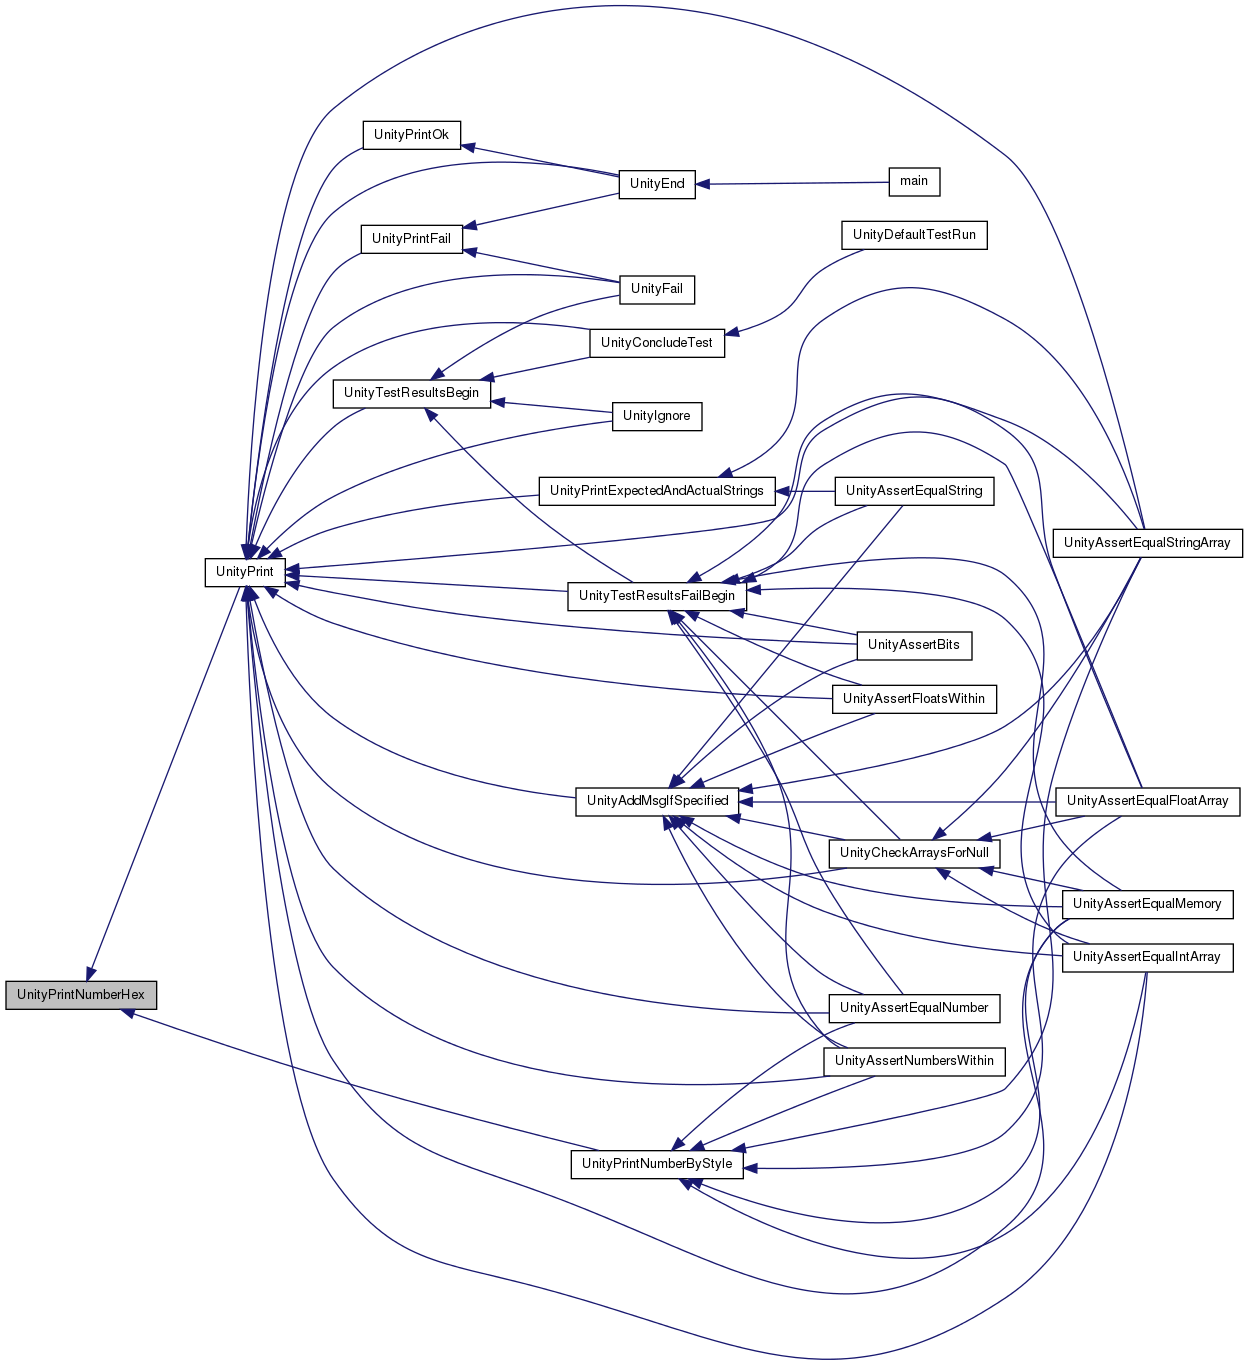 UnityPrintOk
UnityEnd
main
UnityPrintFail
UnityDefaultTestRun
UnityFail
UnityConcludeTest
UnityTestResultsBegin
UnityIgnore
UnityPrintExpectedAndActualStrings
UnityAssertEqualString
UnityAssertEqualStringArray
UnityPrint
UnityTestResultsFailBegin
UnityAssertBits
UnityAssertFloatsWithin
UnityAddMsgIfSpecified
UnityAssertEqualFloatArray
UnityCheckArraysForNull
UnityAssertEqualMemory
UnityAssertEqualIntArray
UnityPrintNumberHex
UnityAssertEqualNumber
UnityAssertNumbersWithin
UnityPrintNumberByStyle